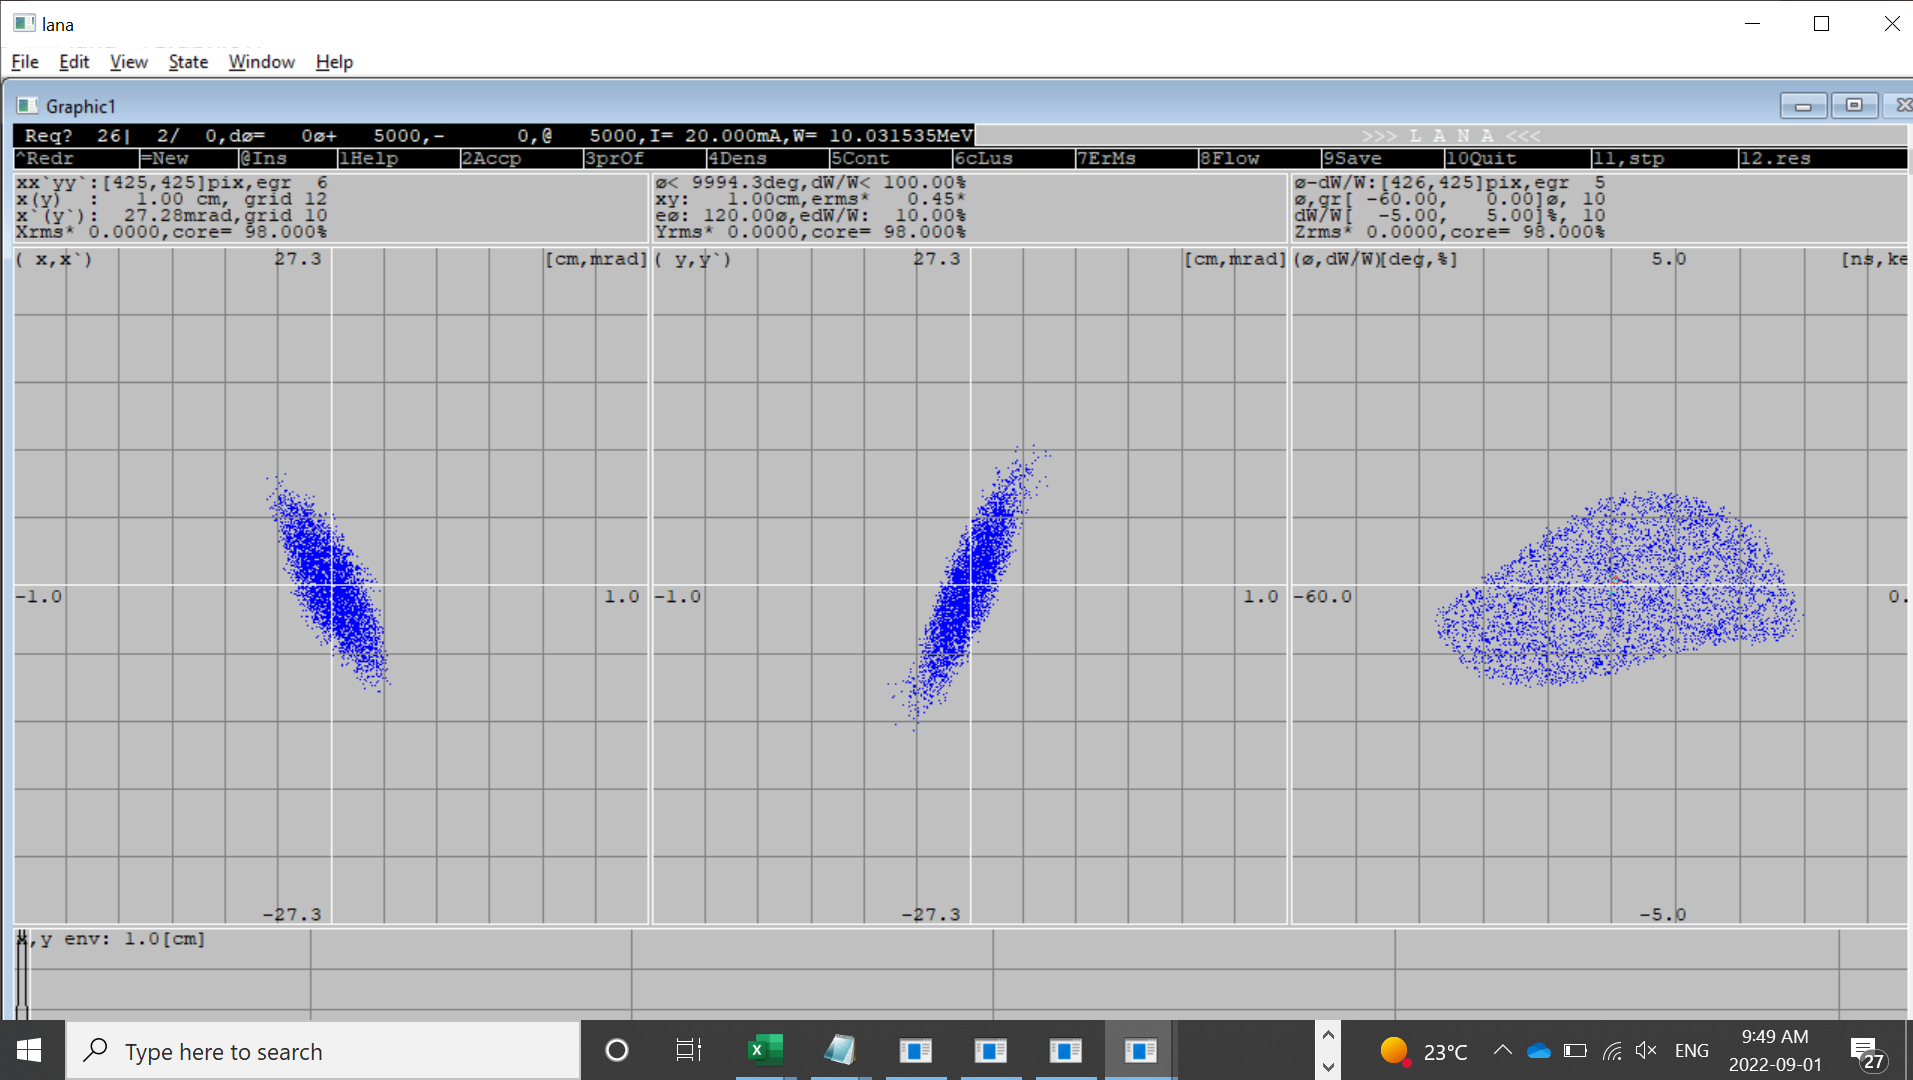 lana
File Edit View State Window Help
Graphic1
Req? 26| 2/ 0,dø= 0ø+ 5000,- 0,@ 5000,I= 20.000mA,W= 10.031535MeV >>> L A N A <<<
^Redr =New @Ins 1Help 2Accp 3prOf 4Dens 5Cont 6cLus 7ErMs 8Flow 9Save 10Quit 11,stp 12.res
xx`yy`:[425,425]pix,egr 6
x(y) : 1.00 cm, grid 12
x`(y`): 27.28mrad,grid 10
Xrms* 0.0000,core= 98.000%
ø< 9994.3deg,dW/W< 100.00%
xy: 1.00cm,erms* 0.45*
eø: 120.00ø,edW/W: 10.00%
Yrms* 0.0000,core= 98.000%
ø-dW/W:[426,425]pix,egr 5
ø,gr[ -60.00, 0.00]ø, 10
dW/W[ -5.00, 5.00]%, 10
Zrms* 0.0000,core= 98.000%
( x,x`) 27.3 [cm,mrad]
-1.0 1.0
-27.3
( y,y`) 27.3 [cm,mrad]
-1.0 1.0
-27.3
(ø,dW/W)[deg,%] 5.0 [ns,ke
-60.0 0.
-5.0
x,y env: 1.0[cm]
Type here to search
23°C
ENG
9:49 AM
2022-09-01
27